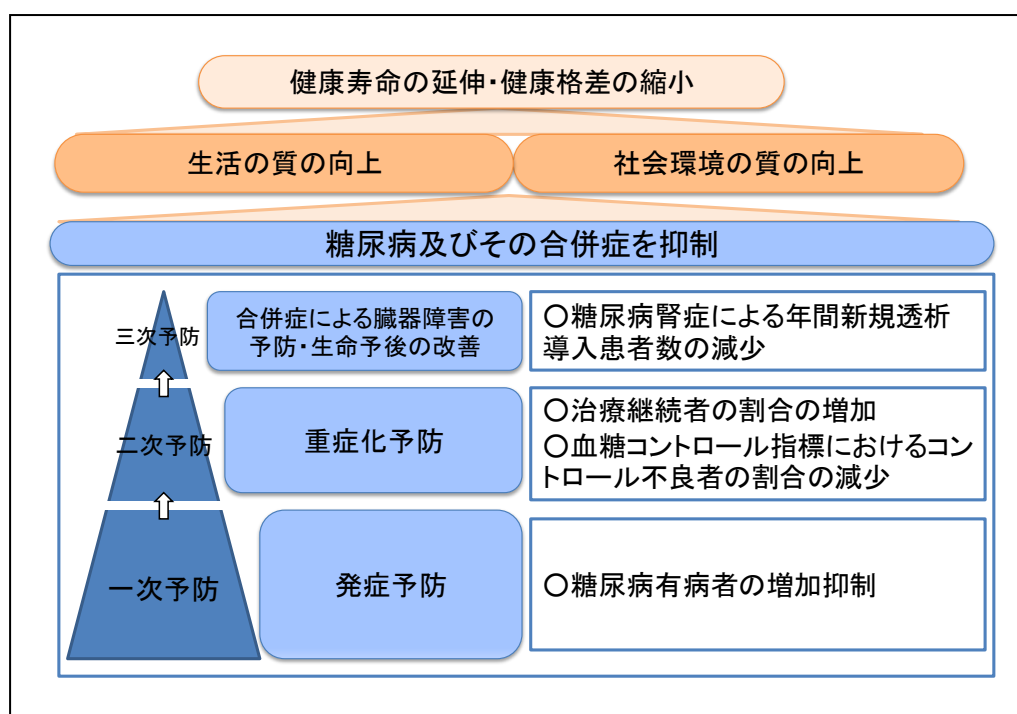 健康寿命の延伸・健康格差の縮小
生活の質の向上
社会環境の質の向上
糖尿病及びその合併症を抑制
三次予防
合併症による臓器障害の
予防・生命予後の改善
○糖尿病腎症による年間新規透析
導入患者数の減少
二次予防
重症化予防
○治療継続者の割合の増加
○血糖コントロール指標におけるコン
トロール不良者の割合の減少
一次予防
発症予防
○糖尿病有病者の増加抑制